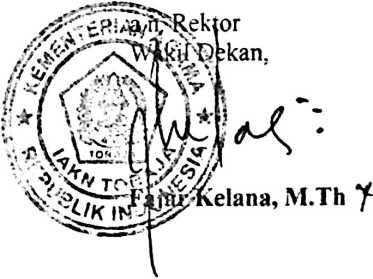 a.n. Rektor
Wakil Dekan,
KEMENTERIAN AGAMA
IAKN TORAJA
REPUBLIK INDONESIA
Fajar Kelana, M.Th